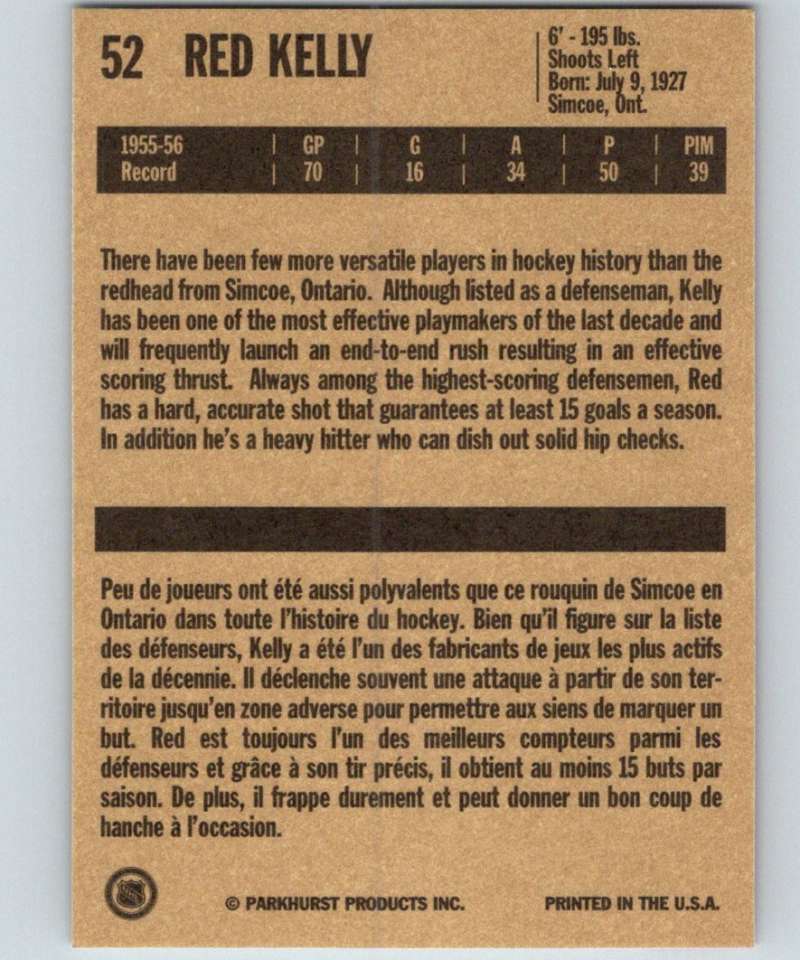 52 RED KELLY
6' - 195 lbs.
Shoots Left
Born: July 9, 1927
Simcoe, Ont.
1955-56 | GP | G | A | P | PIM
Record | 70 | 16 | 34 | 50 | 39
There have been few more versatile players in hockey history than the
redhead from Simcoe, Ontario. Although listed as a defenseman, Kelly
has been one of the most effective playmakers of the last decade and
will frequently launch an end-to-end rush resulting in an effective
scoring thrust. Always among the highest-scoring defensemen, Red
has a hard, accurate shot that guarantees at least 15 goals a season.
In addition he's a heavy hitter who can dish out solid hip checks.
Peu de joueurs ont été aussi polyvalents que ce rouquin de Simcoe en
Ontario dans toute l'histoire du hockey. Bien qu'il figure sur la liste
des défenseurs, Kelly a été l'un des fabricants de jeux les plus actifs
de la décennie. Il déclenche souvent une attaque à partir de son ter-
ritoire jusqu'en zone adverse pour permettre aux siens de marquer un
but. Red est toujours l'un des meilleurs compteurs parmi les
défenseurs et grâce à son tir précis, il obtient au moins 15 buts par
saison. De plus, il frappe durement et peut donner un bon coup de
hanche à l'occasion.
© PARKHURST PRODUCTS INC. PRINTED IN THE U.S.A.